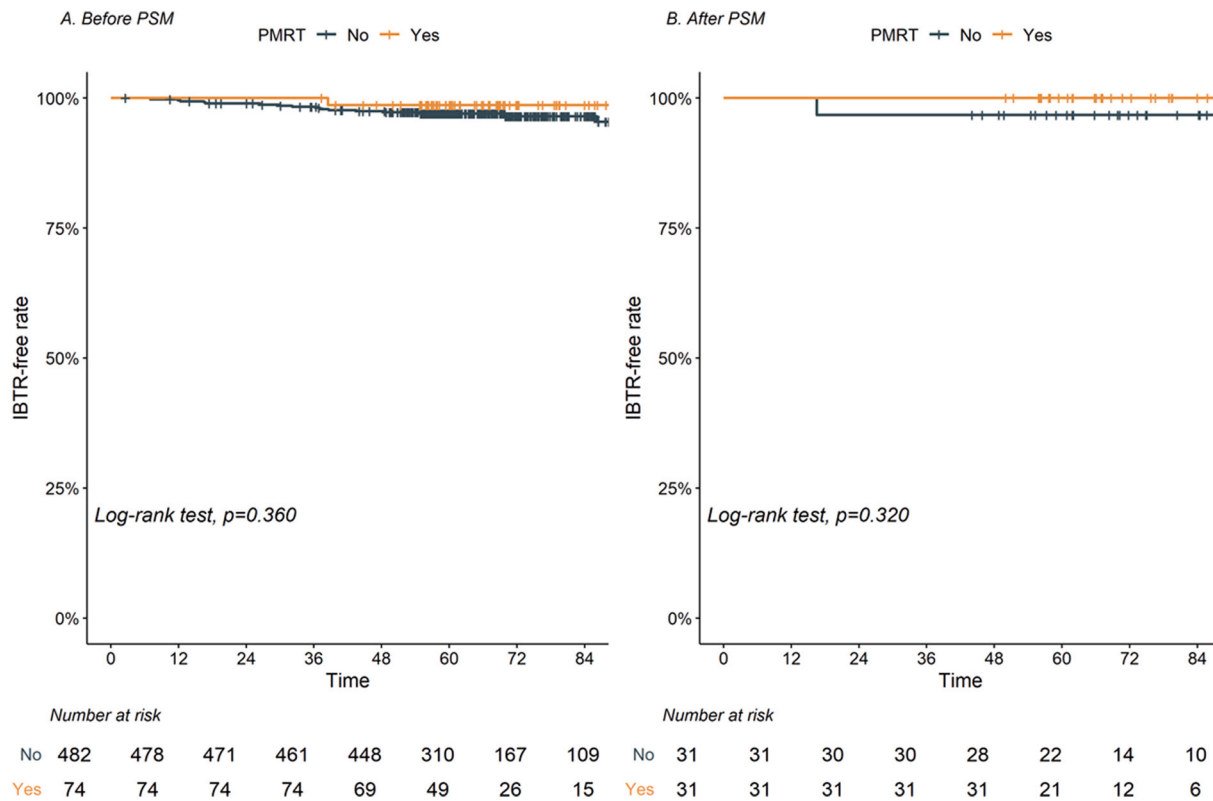 A. Before PSM
PMRT No Yes
100%
75%
50%
25%
0%
IBTR-free rate
Log-rank test, p=0.360
0 12 24 36 48 60 72 84
Time
Number at risk
No 482 478 471 461 448 310 167 109
Yes 74 74 74 74 69 49 26 15
B. After PSM
PMRT No Yes
100%
75%
50%
25%
0%
IBTR-free rate
Log-rank test, p=0.320
0 12 24 36 48 60 72 84
Time
Number at risk
No 31 31 30 30 28 22 14 10
Yes 31 31 31 31 31 21 12 6